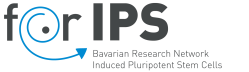 forIPS
Bavarian Research Network
Induced Pluripotent Stem Cells